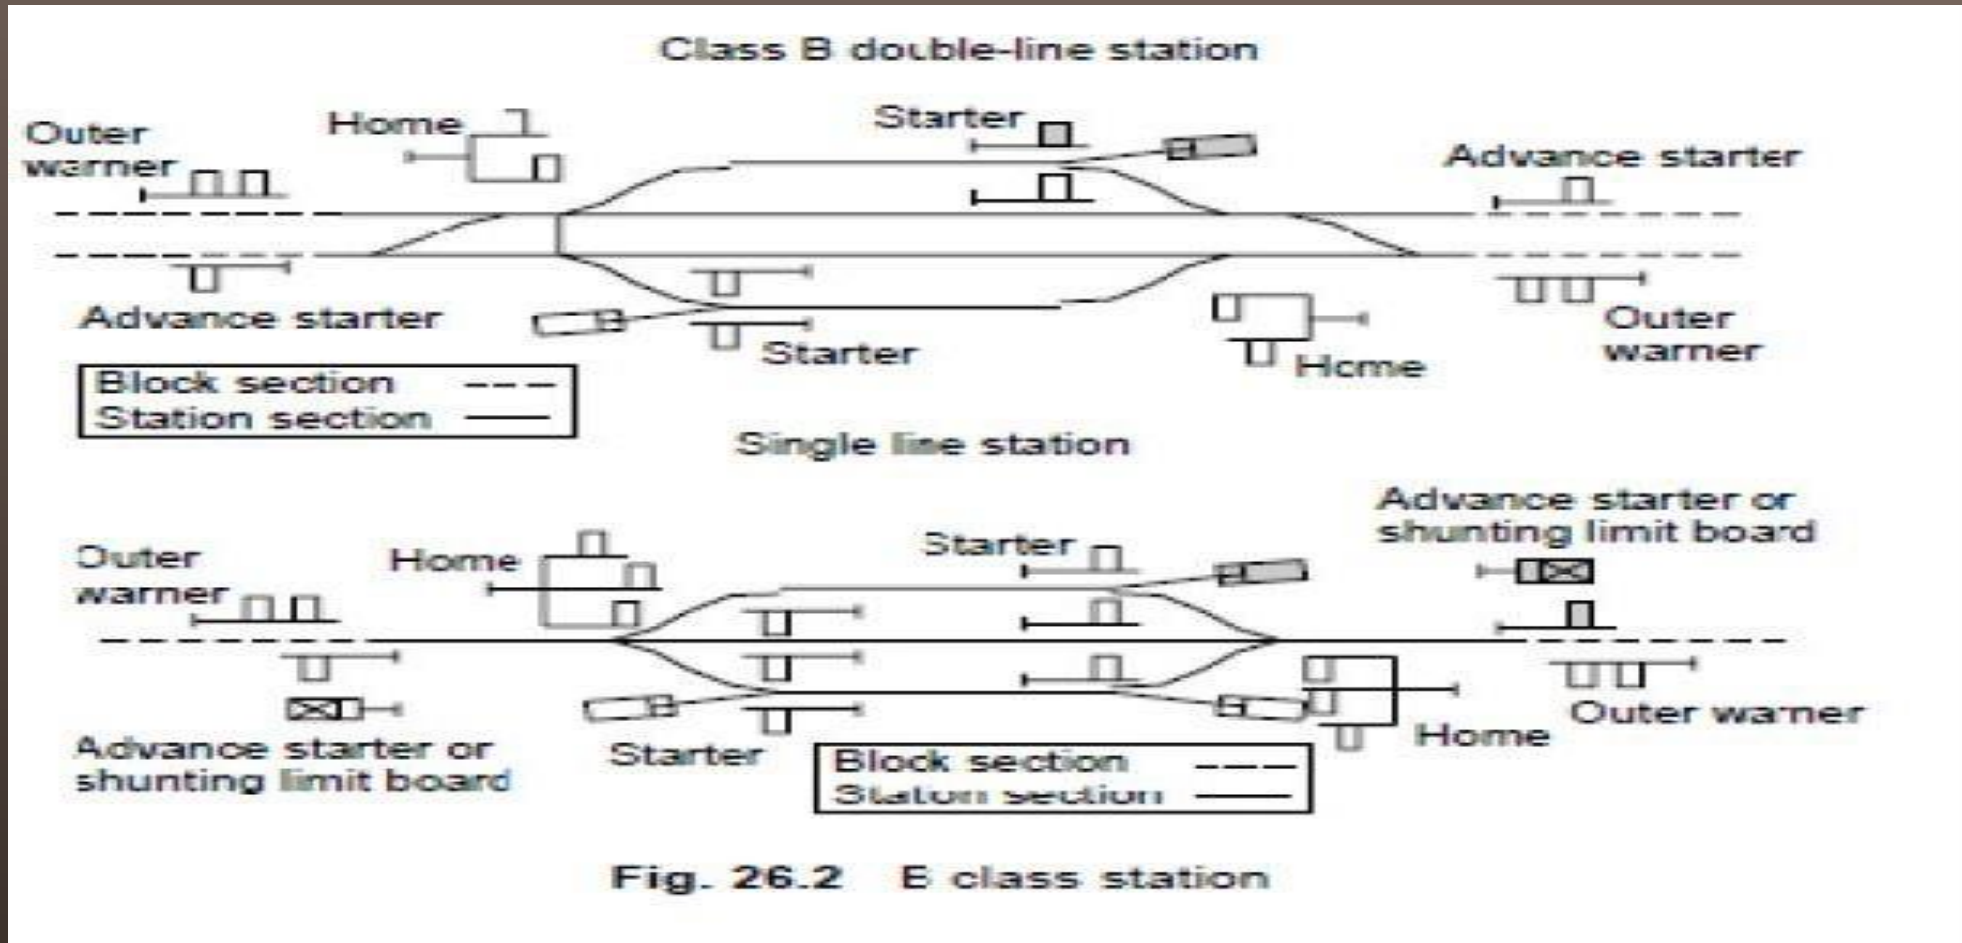 Class B double-line station
Outer
warner
Home
Starter
Advance starter
Advance starter
Starter
Home
Outer
warner
Block section
Station section
Single line station
Advance starter or
shunting limit board
Outer
warner
Home
Starter
Advance starter or
shunting limit board
Starter
Home
Outer warner
Block section
Station section
Fig. 26.2 B class station